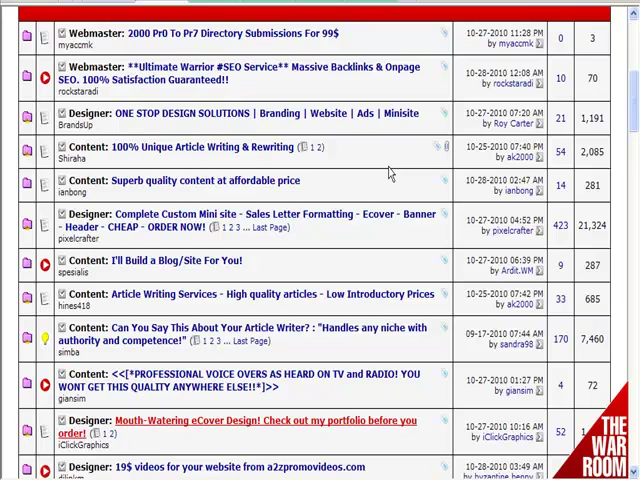 Webmaster: 2000 Pr0 To Pr7 Directory Submissions For 99$
myaccmk
10-27-2010 11:28 PM
by myaccmk
0
3
Webmaster: **Ultimate Warrior #SEO Service** Massive Backlinks & Onpage
SEO. 100% Satisfaction Guaranteed!!
rockstaradi
10-28-2010 12:08 AM
by rockstaradi
10
70
Designer: ONE STOP DESIGN SOLUTIONS | Branding | Website | Ads | Minisite
BrandsUp
10-27-2010 07:20 AM
by Roy Carter
21
1,191
Content: 100% Unique Article Writing & Rewriting ( 1 2)
Shiraha
10-25-2010 07:40 PM
by ak2000
54
2,085
Content: Superb quality content at affordable price
ianbong
10-28-2010 02:47 AM
by ianbong
14
281
Designer: Complete Custom Mini site - Sales Letter Formatting - Ecover - Banner
- Header - CHEAP - ORDER NOW! ( 1 2 3 ... Last Page)
pixelcrafter
10-27-2010 04:52 PM
by pixelcrafter
423
21,324
Content: I'll Build a Blog/Site For You!
spesialis
10-27-2010 06:39 PM
by Ardit.WM
9
287
Content: Article Writing Services - High quality articles - Low Introductory Prices
hines418
10-25-2010 07:42 PM
by ak2000
33
685
Content: Can You Say This About Your Article Writer? : "Handles any niche with
authority and competence!" ( 1 2 3 ... Last Page)
simba
09-17-2010 07:44 AM
by sandra98
170
7,460
Content: <<[*PROFESSIONAL VOICE OVERS AS HEARD ON TV and RADIO! YOU
WONT GET THIS QUALITY ANYWHERE ELSE!!*]>>
giansim
10-27-2010 01:27 PM
by giansim
4
72
Designer: Mouth-Watering eCover Design! Check out my portfolio before you
order! ( 1 2)
iClickGraphics
10-27-2010 10:16 AM
by iClickGraphics
52
Designer: 19$ videos for your website from a2zpromovideos.com
10-28-2010 03:49 AM
THE
WAR
ROOM